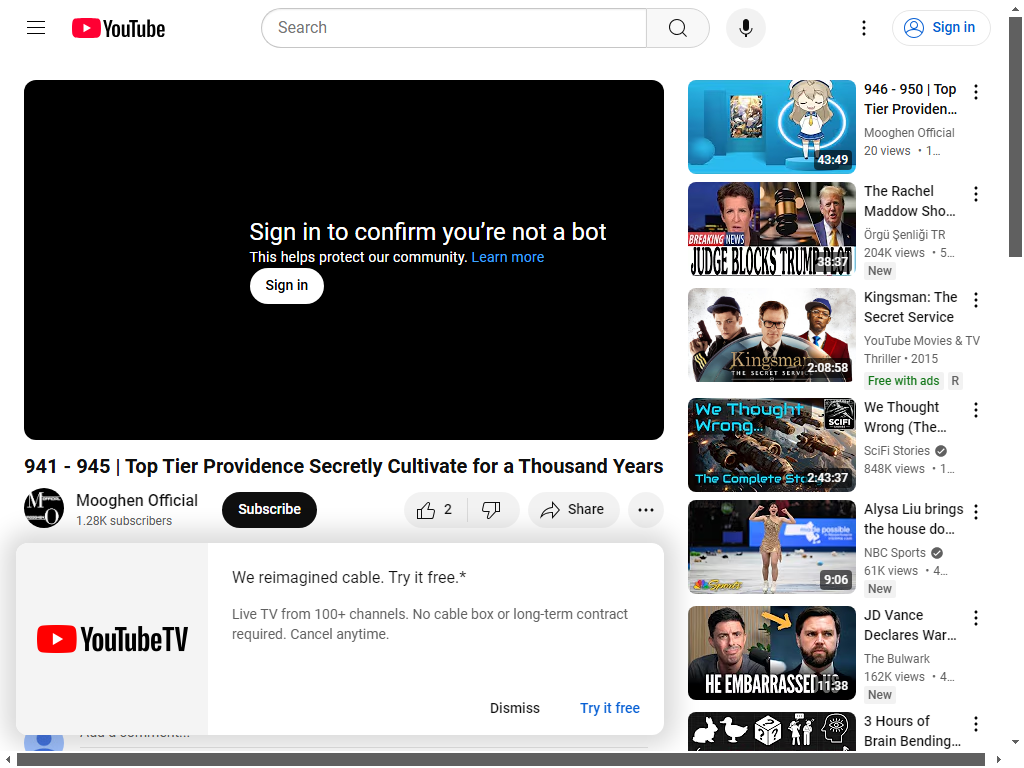 YouTube
Search
Sign in
Sign in to confirm you’re not a bot
This helps protect our community. Learn more
Sign in
941 - 945 | Top Tier Providence Secretly Cultivate for a Thousand Years
Mooghen Official
1.28K subscribers
Subscribe
2
Share
We reimagined cable. Try it free.*
Live TV from 100+ channels. No cable box or long-term contract
required. Cancel anytime.
YouTubeTV
Dismiss
Try it free
Add a comment...
43:49
946 - 950 | Top
Tier Providen...
Mooghen Official
20 views • 1...
BREAKING NEWS
JUDGE BLOCKS TRUMP PLOT
38:37
The Rachel
Maddow Sho...
Örgü Şenliği TR
204K views • 5...
New
Kingsman
THE SECRET SERVICE
2:08:58
Kingsman: The
Secret Service
YouTube Movies & TV
Thriller • 2015
Free with ads
R
We Thought
Wrong...
SCIFI
The Complete Sto
2:43:37
We Thought
Wrong (The...
SciFi Stories
848K views • 1...
made possible
Sports
9:06
Alysa Liu brings
the house do...
NBC Sports
61K views • 4...
New
HE EMBARRASSED US
11:38
JD Vance
Declares War...
The Bulwark
162K views • 4...
New
3 Hours of
Brain Bending...